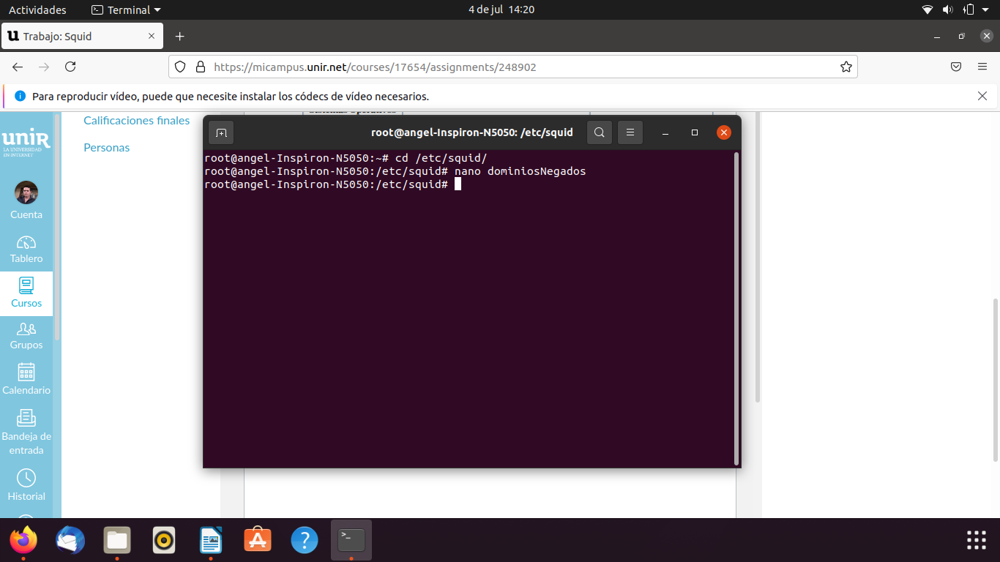 Actividades
Terminal
4 de jul 14:20
Trabajo: Squid
https://micampus.unir.net/courses/17654/assignments/248902
Para reproducir vídeo, puede que necesite instalar los códecs de vídeo necesarios.
unir
LA UNIVERSIDAD
EN INTERNET
Cuenta
Tablero
Cursos
Grupos
Calendario
Bandeja de
entrada
Historial
Calificaciones finales
Personas
root@angel-Inspiron-N5050: /etc/squid
root@angel-Inspiron-N5050:~# cd /etc/squid/
root@angel-Inspiron-N5050:/etc/squid# nano dominiosNegados
root@angel-Inspiron-N5050:/etc/squid#